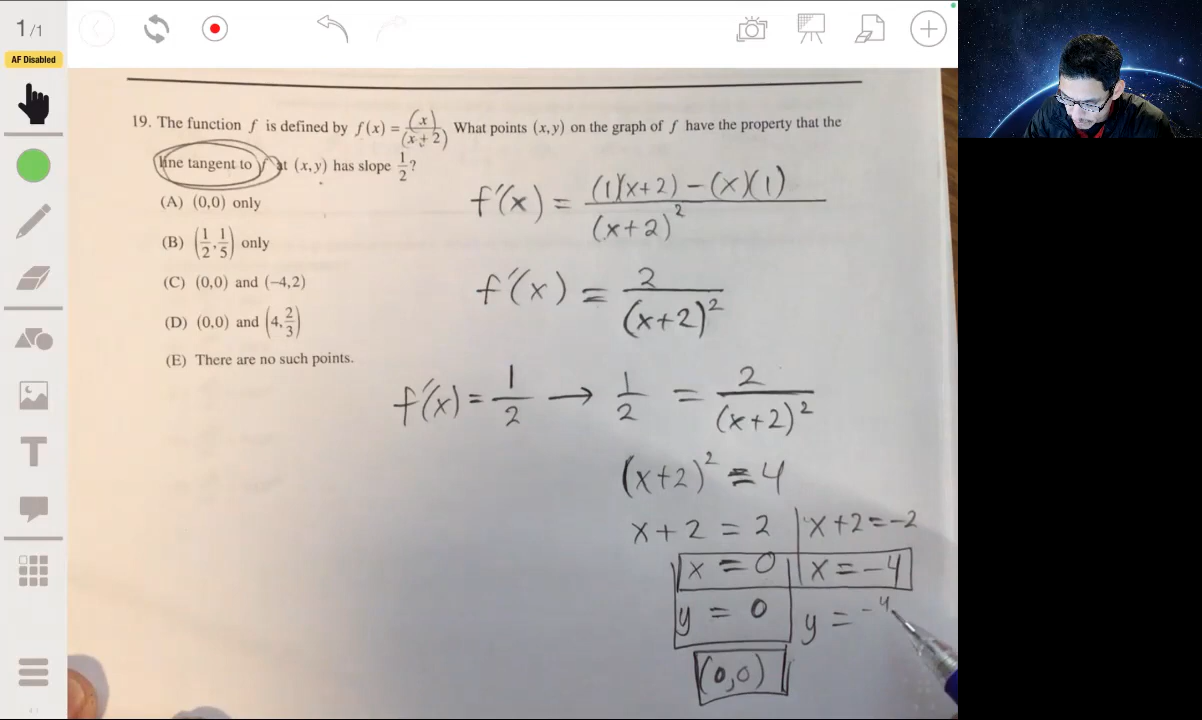 1/1
AF Disabled
19. The function f is defined by f(x) = (x)/(x+2) What points (x,y) on the graph of f have the property that the
line tangent to f at (x,y) has slope 1/2?
(A) (0,0) only
(B) (1/2, 1/5) only
(C) (0,0) and (−4,2)
(D) (0,0) and (4, 2/3)
(E) There are no such points.
f'(x) = (1)(x+2) − (x)(1) / (x+2)²
f'(x) = 2 / (x+2)²
f'(x) = 1/2 → 1/2 = 2 / (x+2)²
(x+2)² = 4
x + 2 = 2 | x + 2 = −2
x = 0 | x = −4
y = 0 | y = −4
(0,0)
T